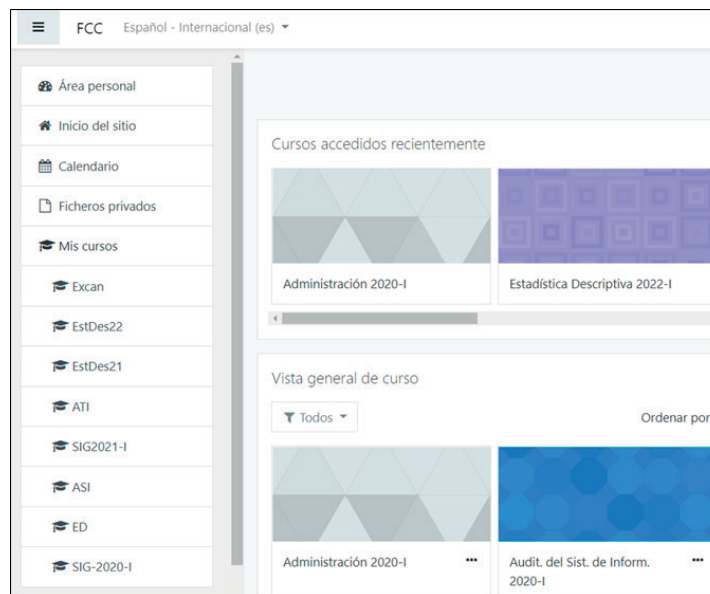 FCC Español - Internacional (es)
Área personal
Inicio del sitio
Calendario
Ficheros privados
Mis cursos
Excan
EstDes22
EstDes21
ATI
SIG2021-I
ASI
ED
SIG-2020-I
Cursos accedidos recientemente
Administración 2020-I
Estadística Descriptiva 2022-I
Vista general de curso
Todos
Ordenar por
Administración 2020-I
Audit. del Sist. de Inform.
2020-I